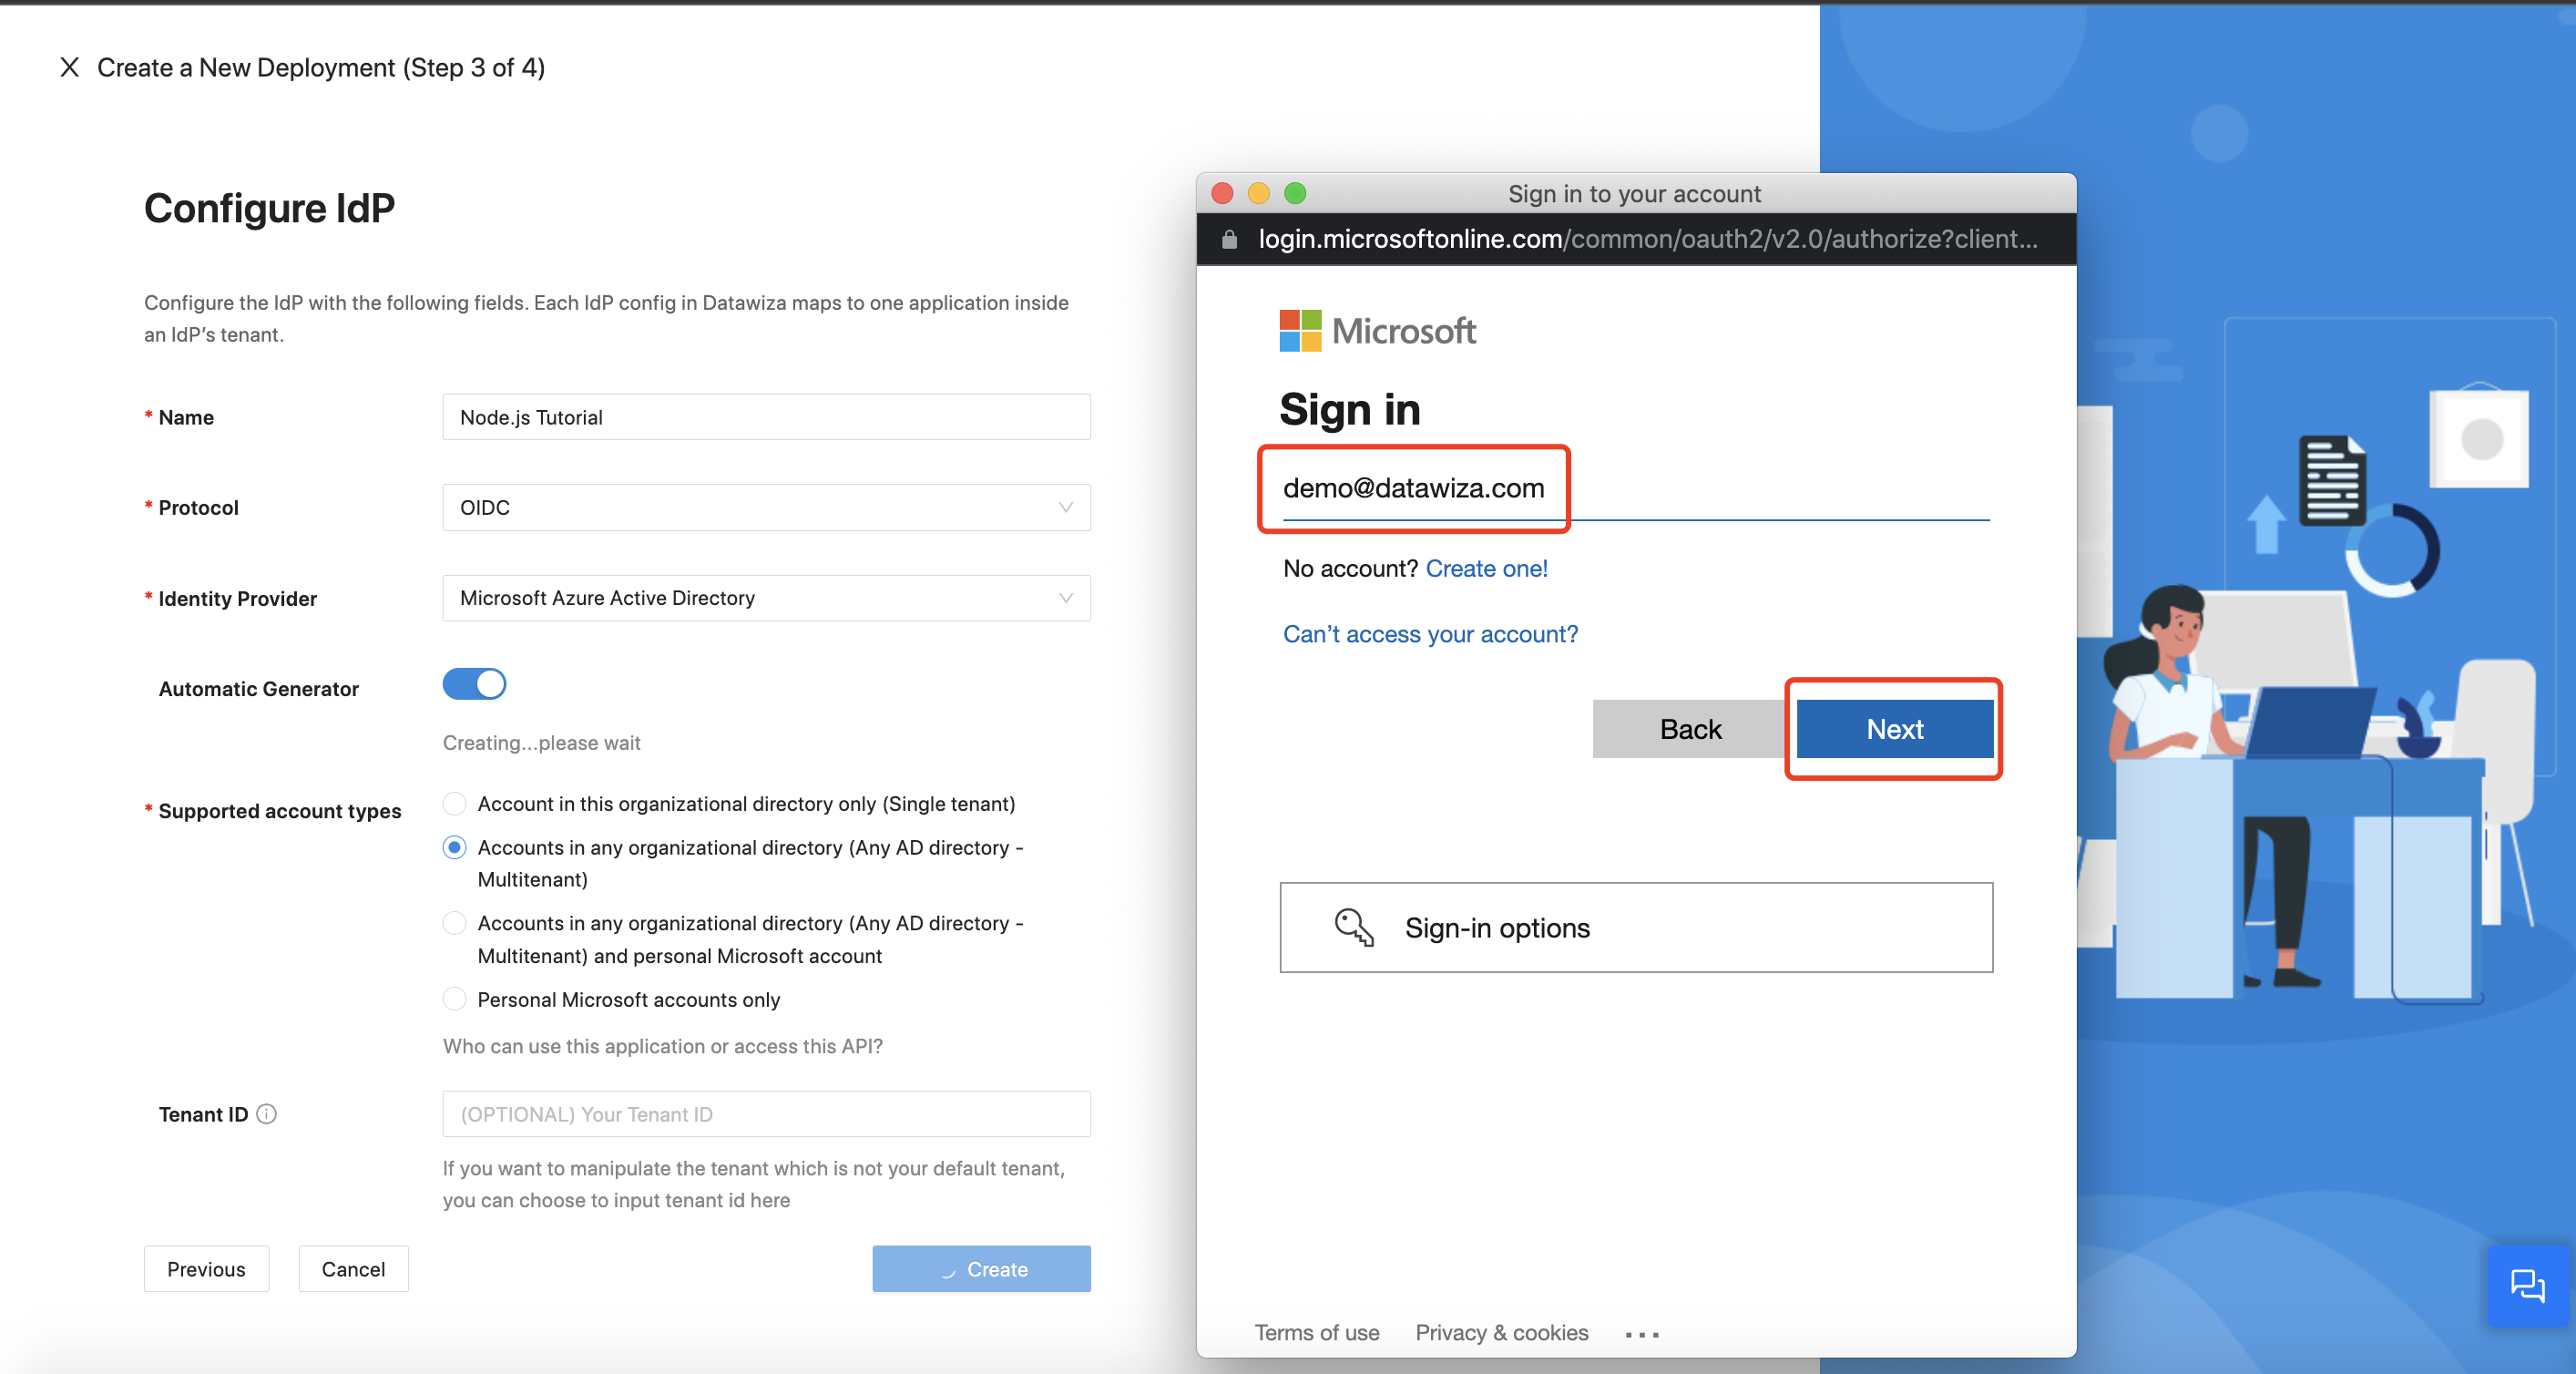 X Create a New Deployment (Step 3 of 4)
Configure IdP
Configure the IdP with the following fields. Each IdP config in Datawiza maps to one application inside
an IdP's tenant.
* Name
Node.js Tutorial
* Protocol
OIDC
* Identity Provider
Microsoft Azure Active Directory
Automatic Generator
Creating...please wait
* Supported account types
Account in this organizational directory only (Single tenant)
Accounts in any organizational directory (Any AD directory -
Multitenant)
Accounts in any organizational directory (Any AD directory -
Multitenant) and personal Microsoft account
Personal Microsoft accounts only
Who can use this application or access this API?
Tenant ID
(OPTIONAL) Your Tenant ID
If you want to manipulate the tenant which is not your default tenant,
you can choose to input tenant id here
Previous
Cancel
Create
Sign in to your account
login.microsoftonline.com/common/oauth2/v2.0/authorize?client...
Microsoft
Sign in
demo@datawiza.com
No account? Create one!
Can't access your account?
Back
Next
Sign-in options
Terms of use
Privacy & cookies
...